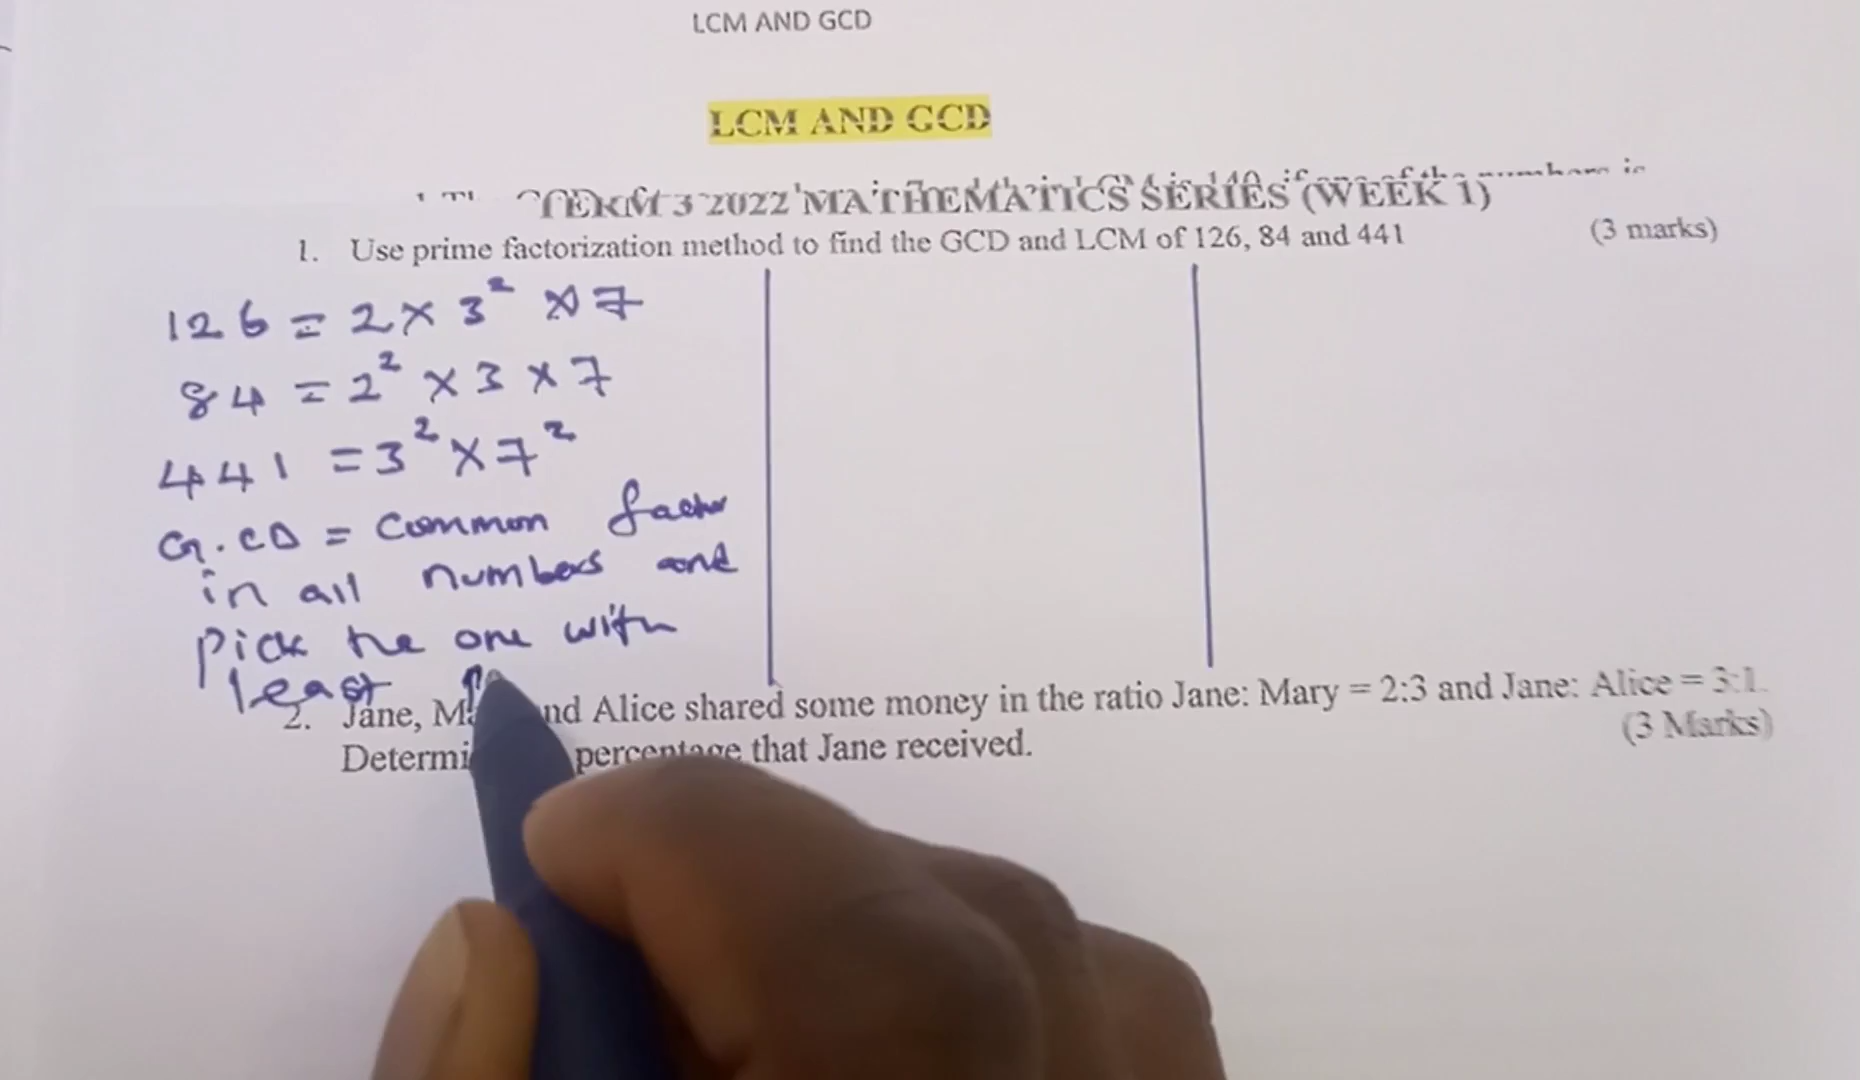 LCM AND GCD
LCM AND GCD
TERM 3 2022 MATHEMATICS SERIES (WEEK 1)
1. Use prime factorization method to find the GCD and LCM of 126, 84 and 441 (3 marks)
126 = 2 × 3² × 7
84 = 2² × 3 × 7
441 = 3² × 7²
G.CD = Common factor
in all numbers and
Pick the one with
least
2. Jane, and Alice shared some money in the ratio Jane: Mary = 2:3 and Jane: Alice = 3:1.
(3 Marks)
percentage that Jane received.